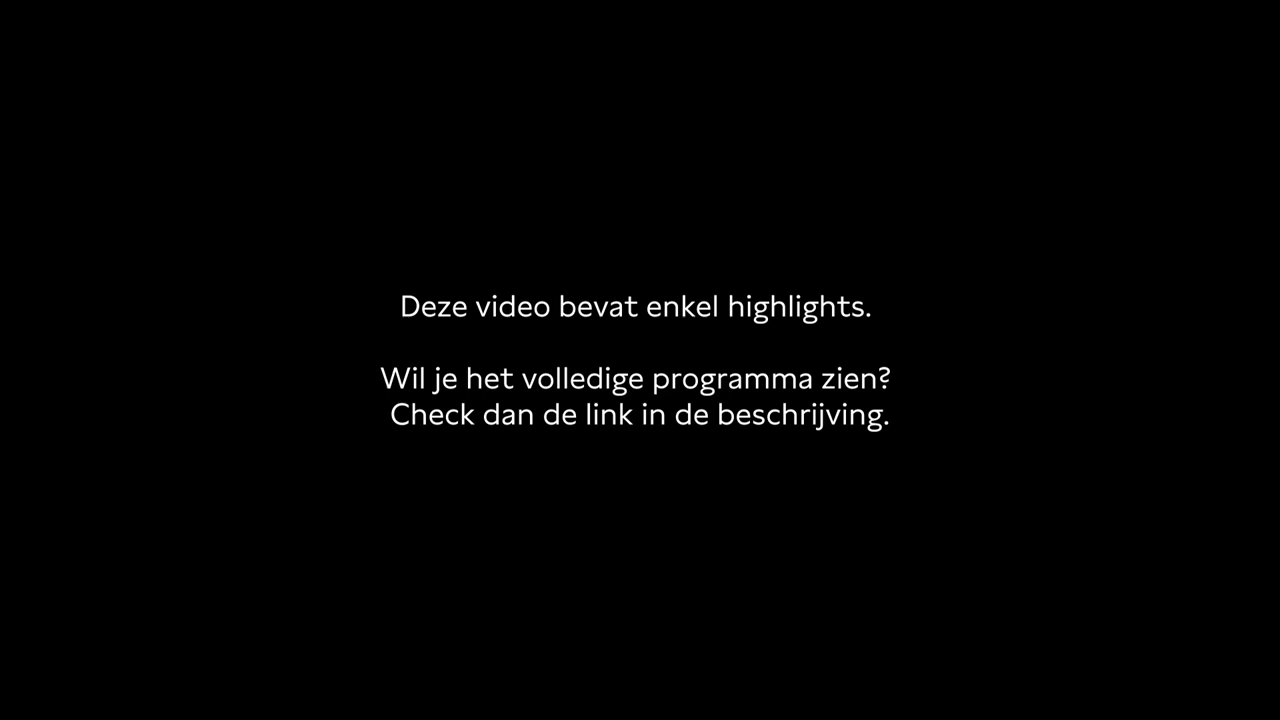 Deze video bevat enkel highlights.
Wil je het volledige programma zien?
Check dan de link in de beschrijving.